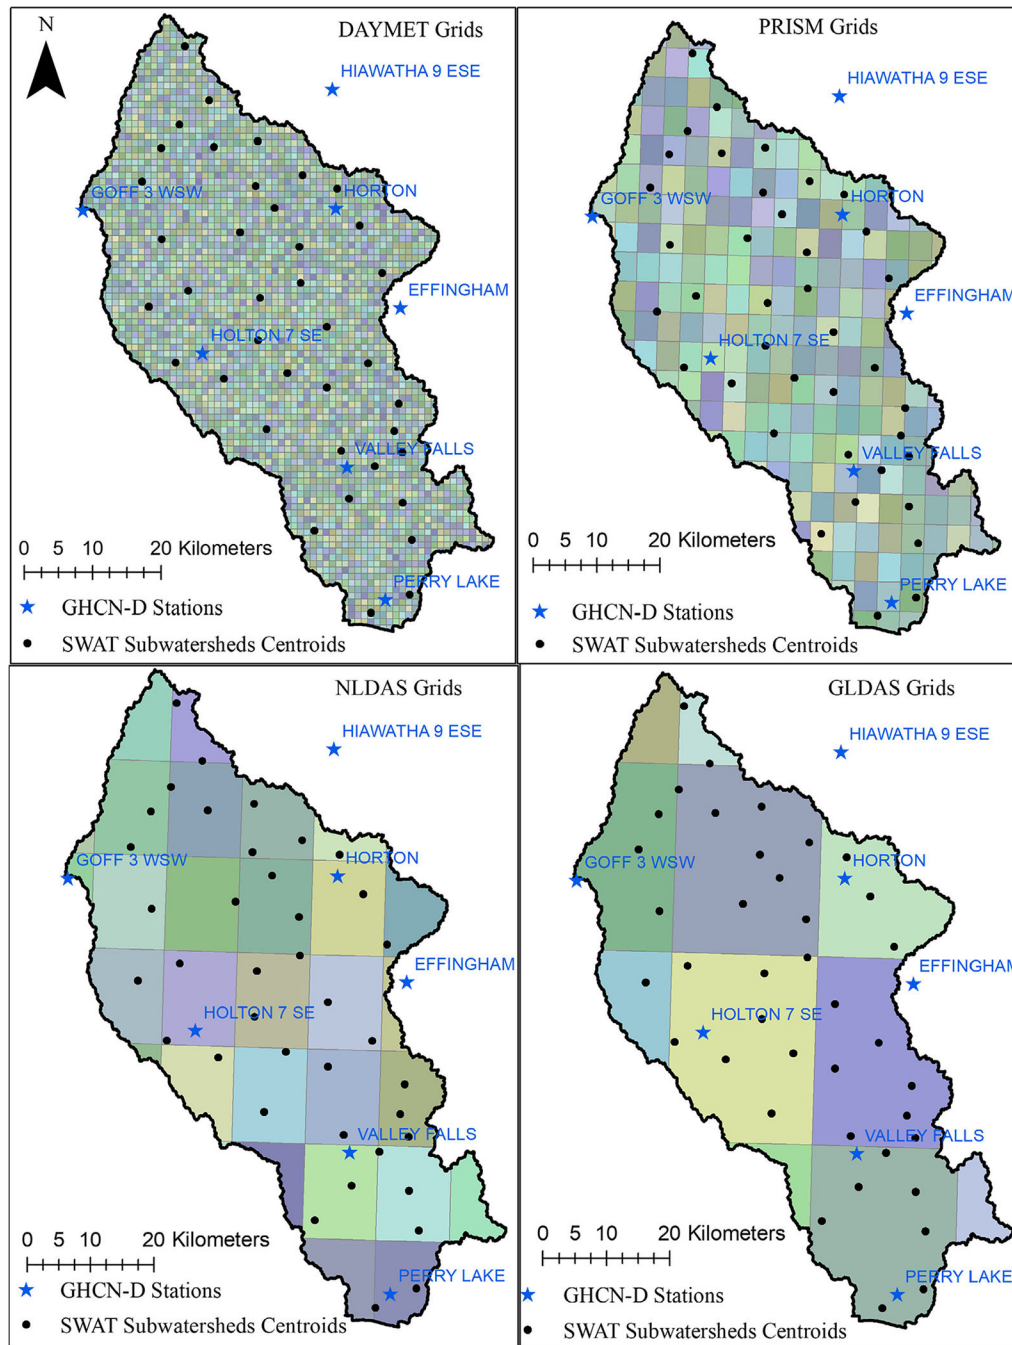 N
DAYMET Grids
HIAWATHA 9 ESE
GOFF 3 WSW
HORTON
EFFINGHAM
HOLTON 7 SE
VALLEY FALLS
0 5 10 20 Kilometers
PERRY LAKE
GHCN-D Stations
SWAT Subwatersheds Centroids
PRISM Grids
HIAWATHA 9 ESE
GOFF 3 WSW
HORTON
EFFINGHAM
HOLTON 7 SE
VALLEY FALLS
0 5 10 20 Kilometers
PERRY LAKE
GHCN-D Stations
SWAT Subwatersheds Centroids
NLDAS Grids
HIAWATHA 9 ESE
GOFF 3 WSW
HORTON
EFFINGHAM
HOLTON 7 SE
VALLEY FALLS
0 5 10 20 Kilometers
PERRY LAKE
GHCN-D Stations
SWAT Subwatersheds Centroids
GLDAS Grids
HIAWATHA 9 ESE
GOFF 3 WSW
HORTON
EFFINGHAM
HOLTON 7 SE
VALLEY FALLS
0 5 10 20 Kilometers
PERRY LAKE
GHCN-D Stations
SWAT Subwatersheds Centroids